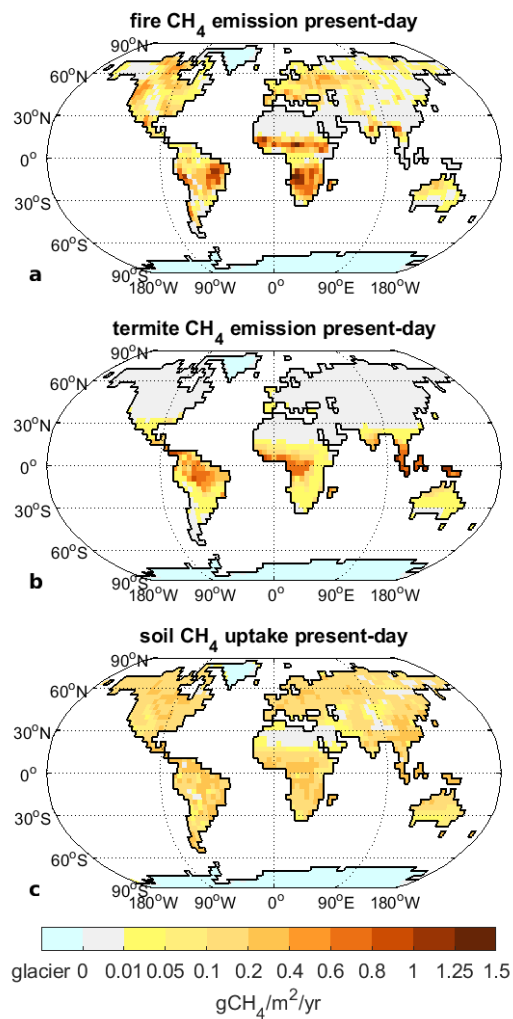 fire CH₄ emission present-day
90°N
60°N
30°N
0°
30°S
60°S
90°S
180°W 90°W 0° 90°E 180°W
a
termite CH₄ emission present-day
90°N
60°N
30°N
0°
30°S
60°S
90°S
180°W 90°W 0° 90°E 180°W
b
soil CH₄ uptake present-day
90°N
60°N
30°N
0°
30°S
60°S
90°S
180°W 90°W 0° 90°E 180°W
c
glacier 0 0.01 0.05 0.1 0.2 0.4 0.6 0.8 1 1.25 1.5
gCH₄/m²/yr